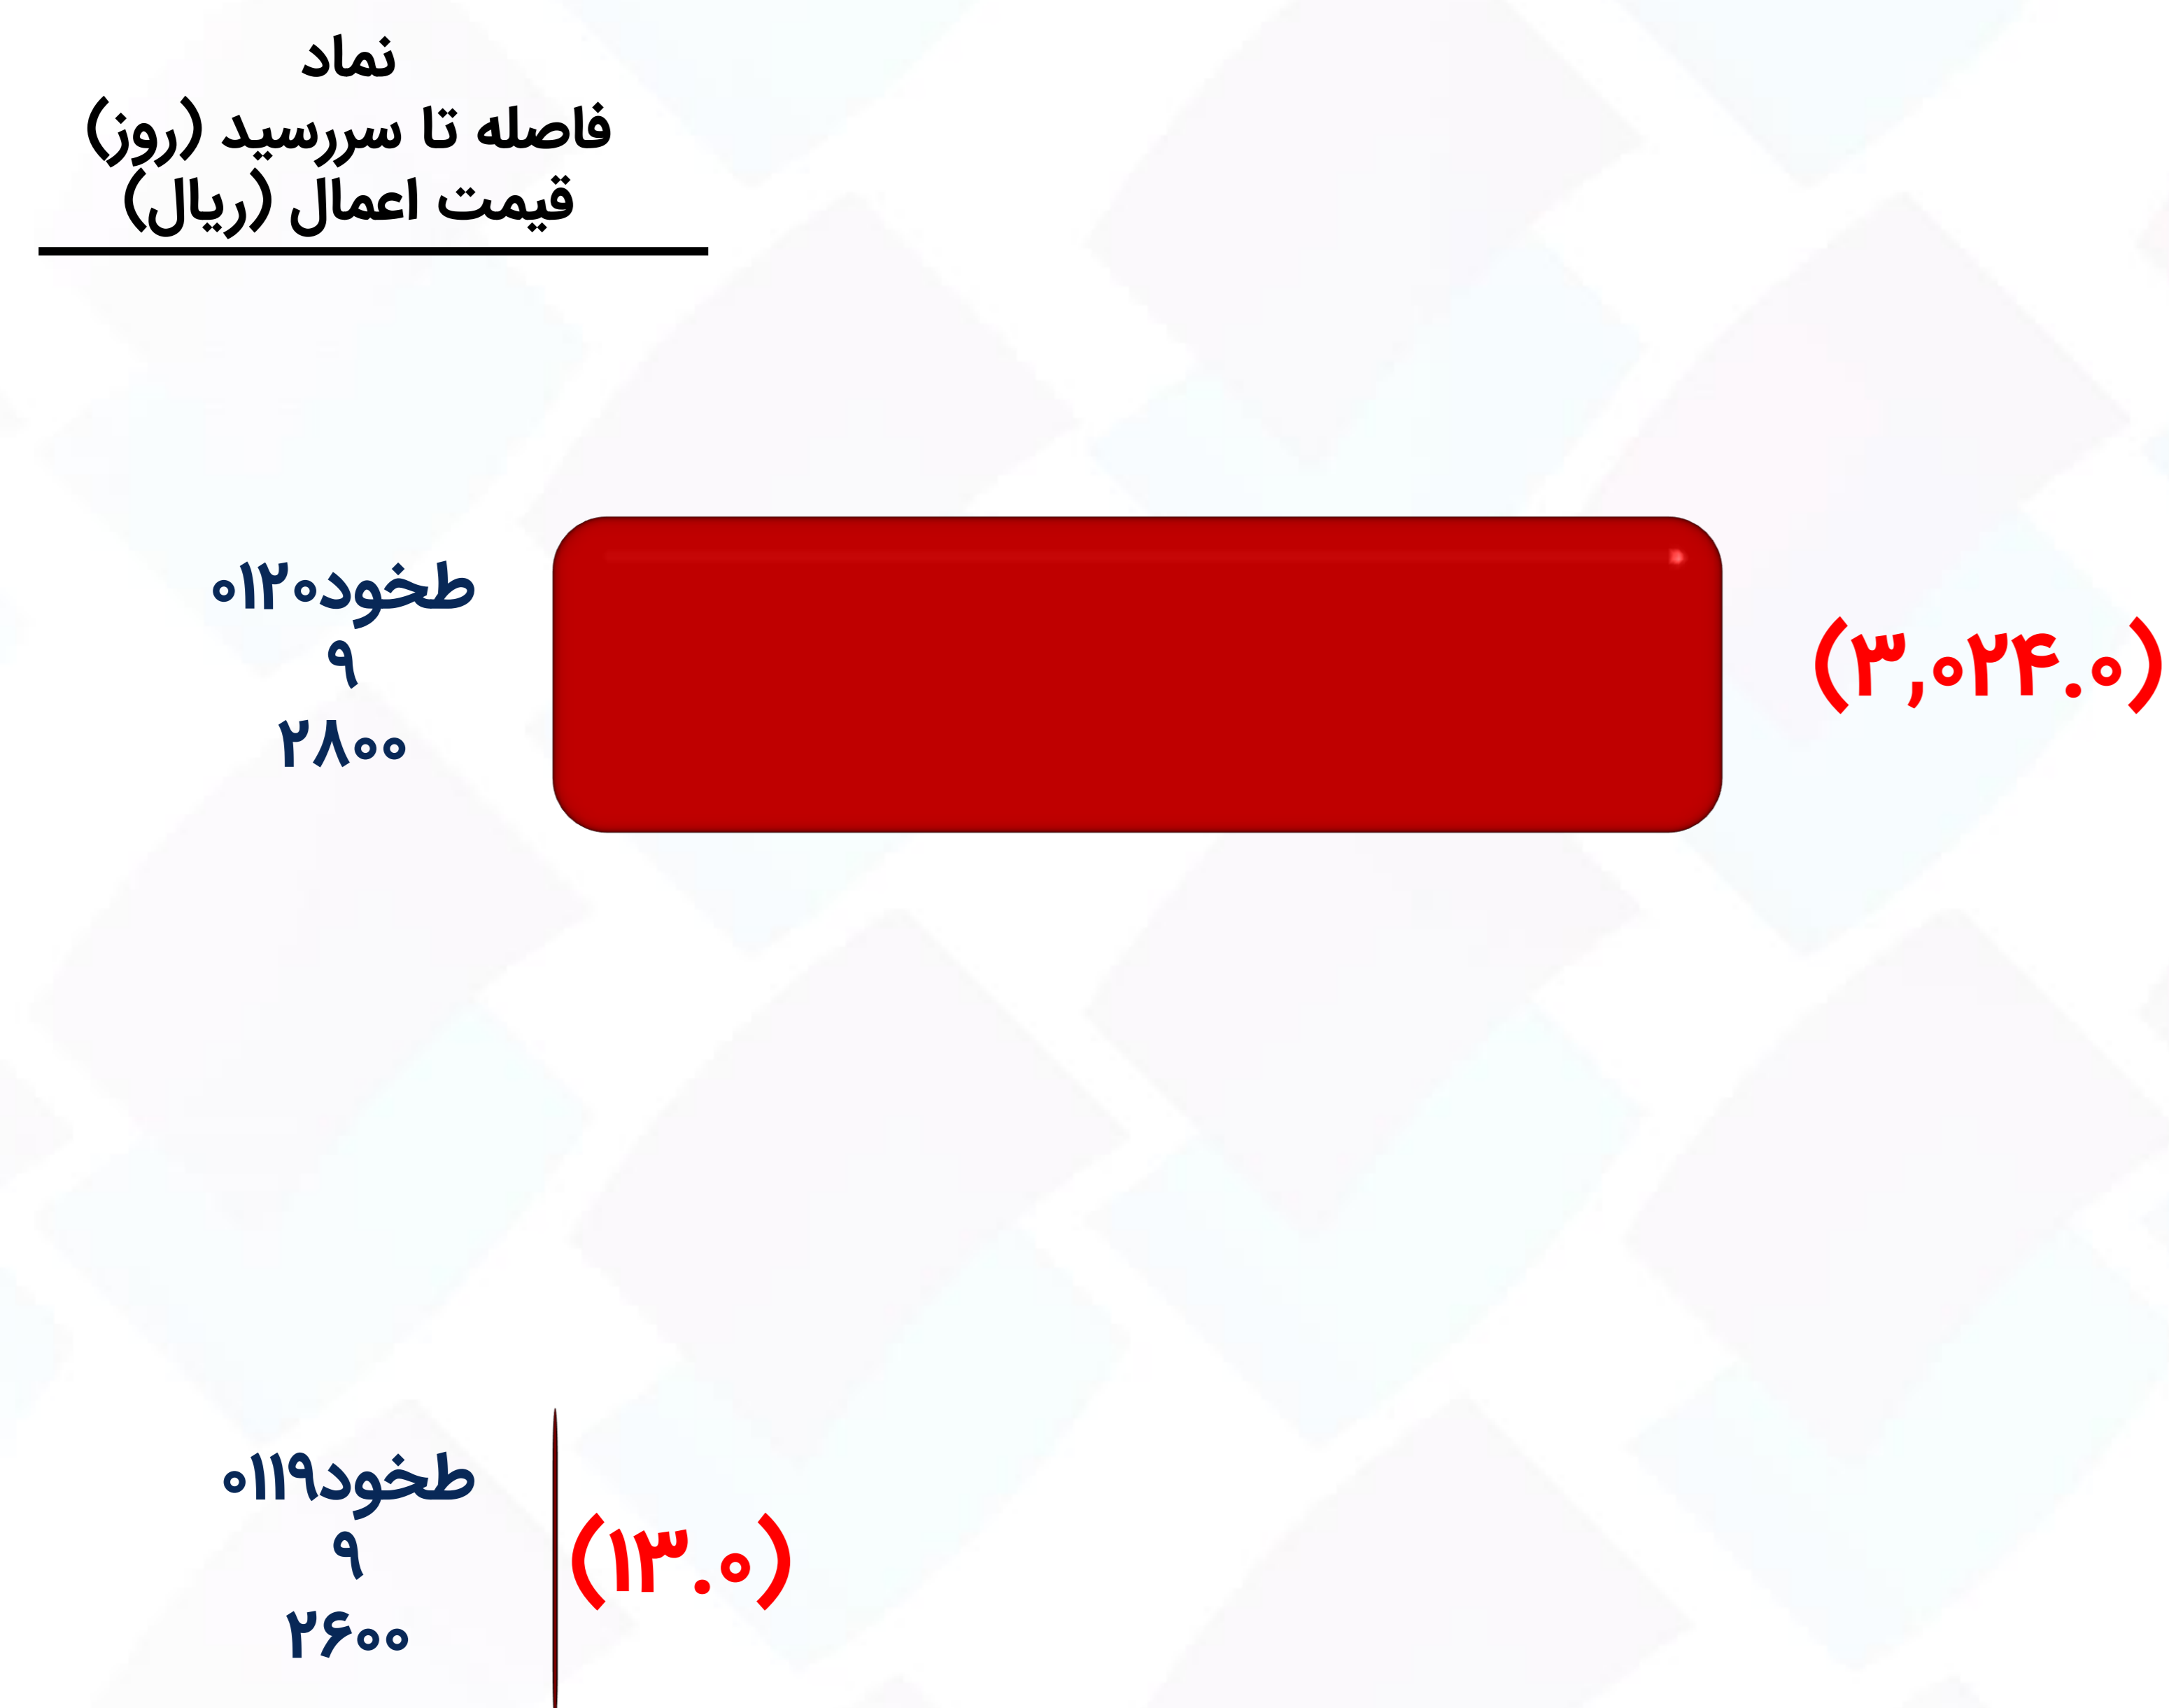 نماد
فاصله تا سررسید (روز)
قیمت اعمال (ریال)
طخود۰۱۲۰
۹
۲۸۰۰
(۳,۰۲۴.۰)
طخود۰۱۱۹
۹
۲۶۰۰
(۱۳.۰)